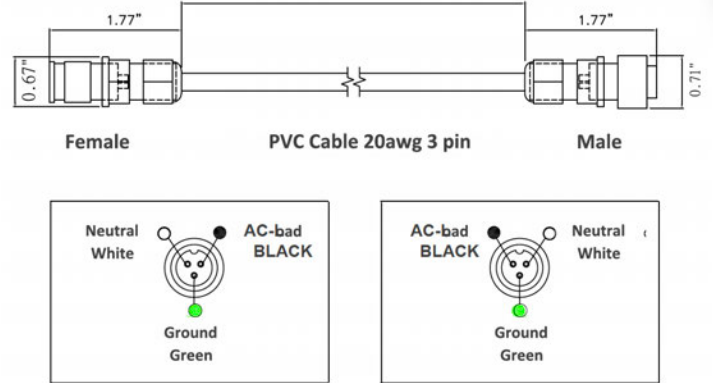 1.77"
1.77"
0.67"
0.71"
Female
PVC Cable 20awg 3 pin
Male
Neutral
White
AC-bad
BLACK
Ground
Green
AC-bad
BLACK
Neutral
White
Ground
Green